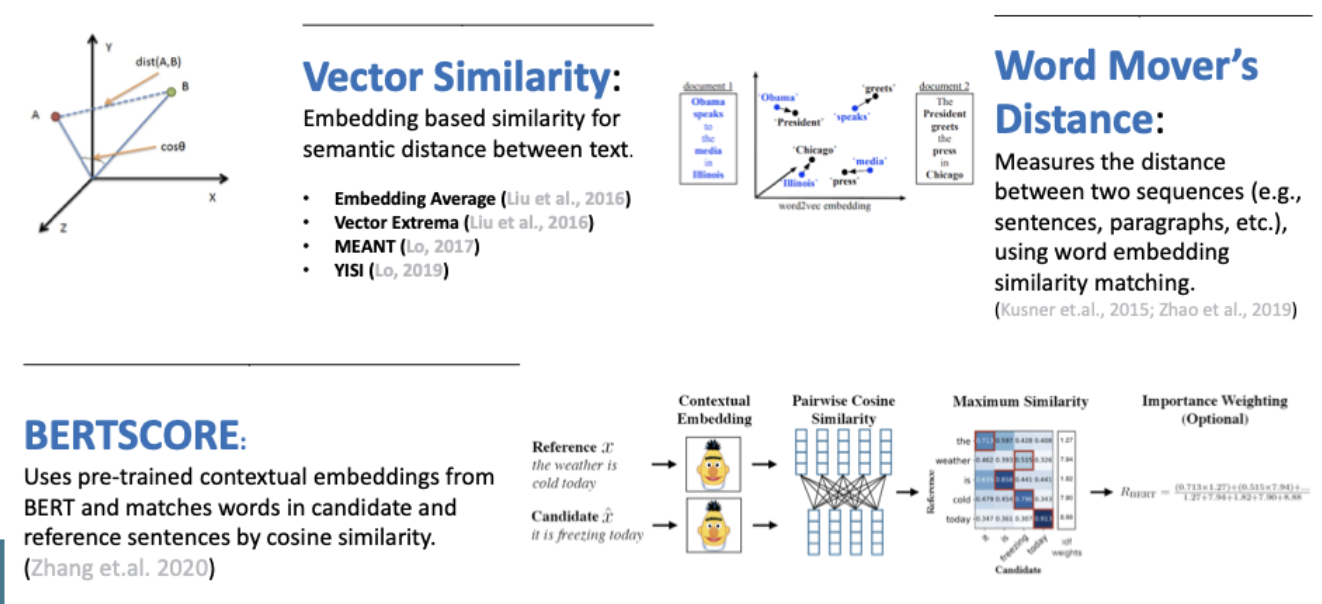 Y
dist(A,B)
B
A
cosθ
X
Z
Vector Similarity:
Embedding based similarity for
semantic distance between text.
• Embedding Average (Liu et al., 2016)
• Vector Extrema (Liu et al., 2016)
• MEANT (Lo, 2017)
• YISI (Lo, 2019)
document 1
Obama
speaks
to
the
media
in
Illinois
'Obama'
'President'
'greets'
'speaks'
'Chicago'
'media'
'Illinois'
'press'
word2vec embedding
document 2
The
President
greets
the
press
in
Chicago
Word Mover's
Distance:
Measures the distance
between two sequences (e.g.,
sentences, paragraphs, etc.),
using word embedding
similarity matching.
(Kusner et.al., 2015; Zhao et al., 2019)
BERTSCORE:
Uses pre-trained contextual embeddings from
BERT and matches words in candidate and
reference sentences by cosine similarity.
(Zhang et.al. 2020)
Reference x
the weather is
cold today
Candidate x̂
it is freezing today
Contextual
Embedding
Pairwise Cosine
Similarity
Maximum Similarity
Reference
the 0.713 0.597 0.428 0.408 1.27
weather 0.462 0.393 0.515 0.326 7.94
is 0.858 0.441 0.441 1.82
cold 0.479 0.454 0.796 0.343 7.90
today 0.347 0.361 0.307 0.913 8.88
it is freezing today
idf
weights
Candidate
Importance Weighting
(Optional)
R_BERT = (0.713×1.27)+(0.515×7.94)+...
1.27+7.94+1.82+7.90+8.88